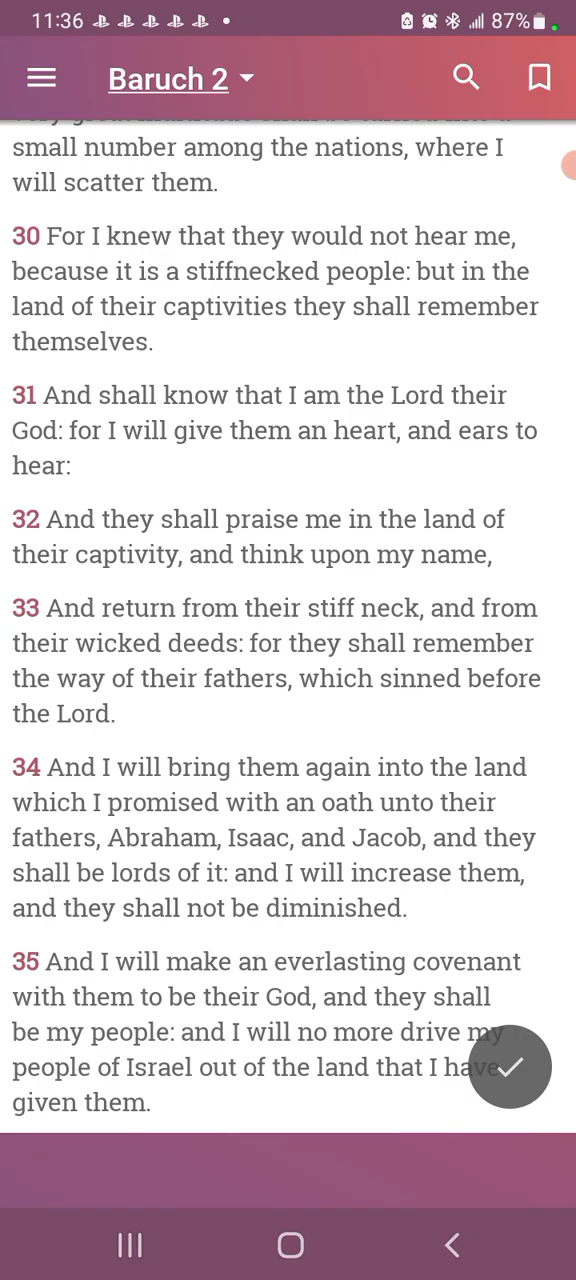 11:36 87%
Baruch 2
small number among the nations, where I
will scatter them.
30 For I knew that they would not hear me,
because it is a stiffnecked people: but in the
land of their captivities they shall remember
themselves.
31 And shall know that I am the Lord their
God: for I will give them an heart, and ears to
hear:
32 And they shall praise me in the land of
their captivity, and think upon my name,
33 And return from their stiff neck, and from
their wicked deeds: for they shall remember
the way of their fathers, which sinned before
the Lord.
34 And I will bring them again into the land
which I promised with an oath unto their
fathers, Abraham, Isaac, and Jacob, and they
shall be lords of it: and I will increase them,
and they shall not be diminished.
35 And I will make an everlasting covenant
with them to be their God, and they shall
be my people: and I will no more drive my
people of Israel out of the land that I have
given them.